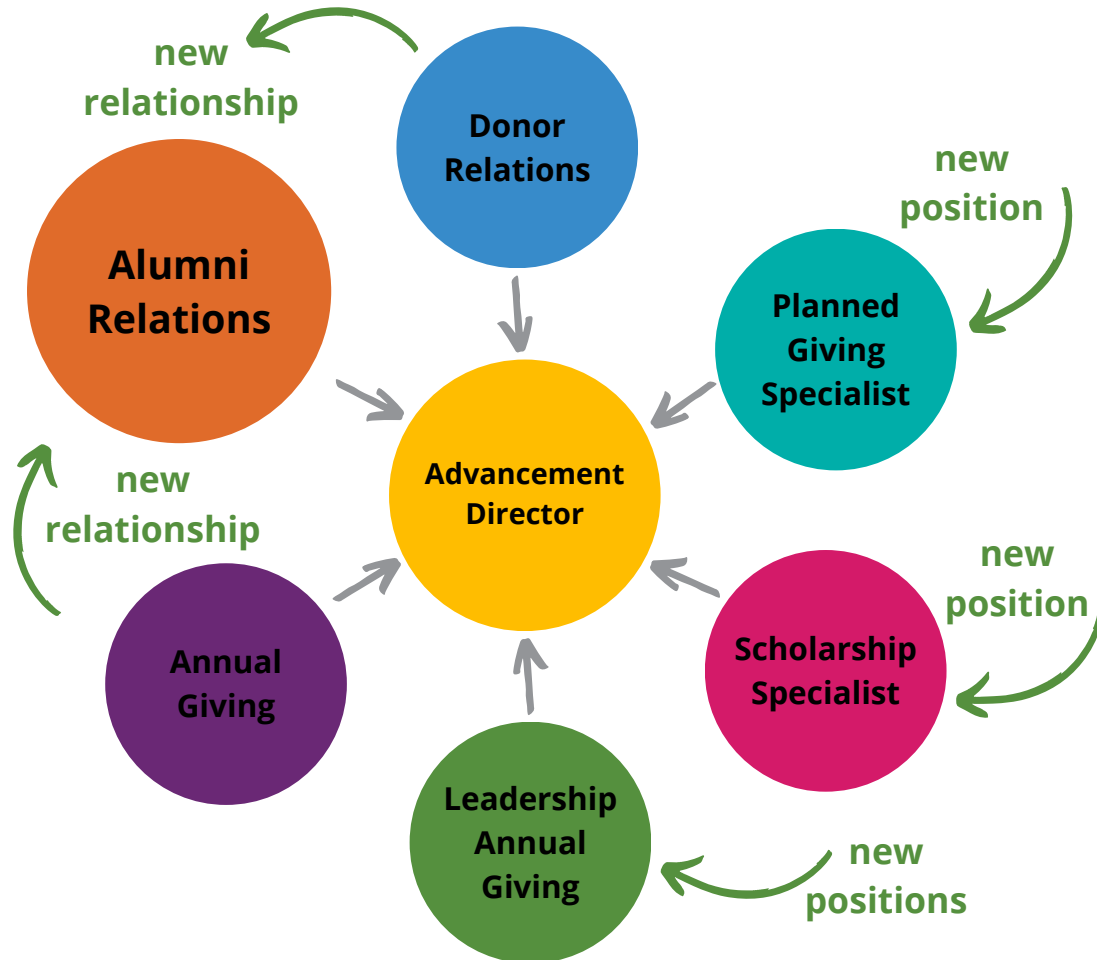 new
relationship
Donor
Relations
new
position
Alumni
Relations
Planned
Giving
Specialist
new
relationship
Advancement
Director
new
position
Annual
Giving
Scholarship
Specialist
Leadership
Annual
Giving
new
positions